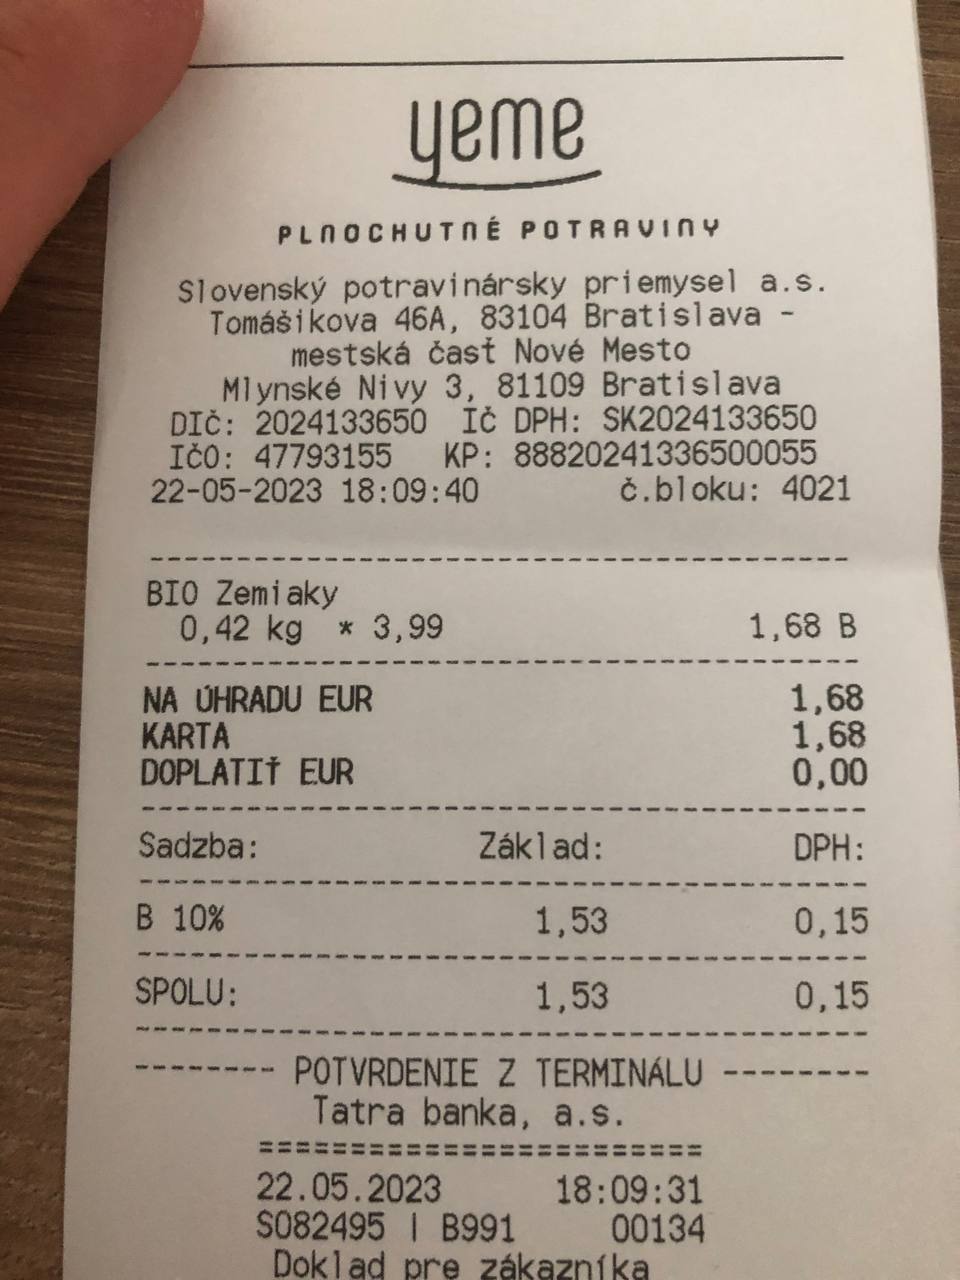 yeme
PLNOCHUTNÉ POTRAVINY
Slovenský potravinársky priemysel a.s.
Tomášikova 46A, 83104 Bratislava -
mestská časť Nové Mesto
Mlynské Nivy 3, 81109 Bratislava
DIČ: 2024133650 IČ DPH: SK2024133650
IČO: 47793155 KP: 88820241336500055
22-05-2023 18:09:40 č.bloku: 4021
BIO Zemiaky
0,42 kg * 3,99 1,68 B
NA ÚHRADU EUR 1,68
KARTA 1,68
DOPLATIŤ EUR 0,00
Sadzba: Základ: DPH:
B 10% 1,53 0,15
SPOLU: 1,53 0,15
-------- POTVRDENIE Z TERMINÁLU --------
Tatra banka, a.s.
========================
22.05.2023 18:09:31
S082495 | B991 00134
Doklad pre zákazníka